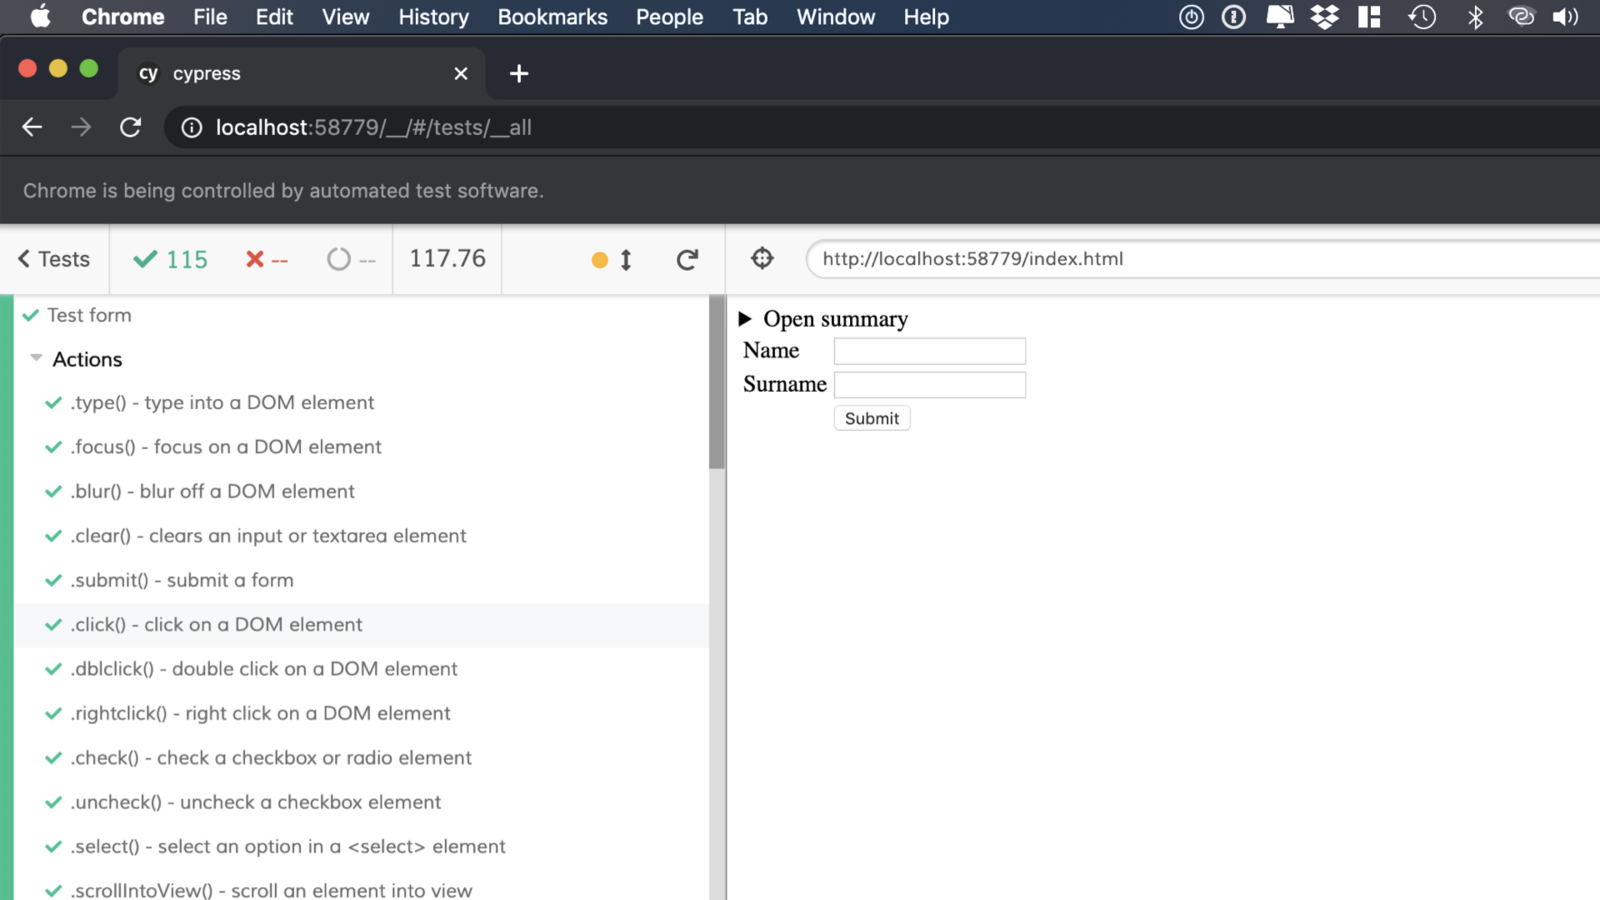 Chrome File Edit View History Bookmarks People Tab Window Help
cy cypress
localhost:58779/__/#/tests/__all
Chrome is being controlled by automated test software.
Tests 115 -- -- 117.76 http://localhost:58779/index.html
Test form
Actions
.type() - type into a DOM element
.focus() - focus on a DOM element
.blur() - blur off a DOM element
.clear() - clears an input or textarea element
.submit() - submit a form
.click() - click on a DOM element
.dblclick() - double click on a DOM element
.rightclick() - right click on a DOM element
.check() - check a checkbox or radio element
.uncheck() - uncheck a checkbox element
.select() - select an option in a <select> element
.scrollIntoView() - scroll an element into view
Open summary
Name
Surname
Submit